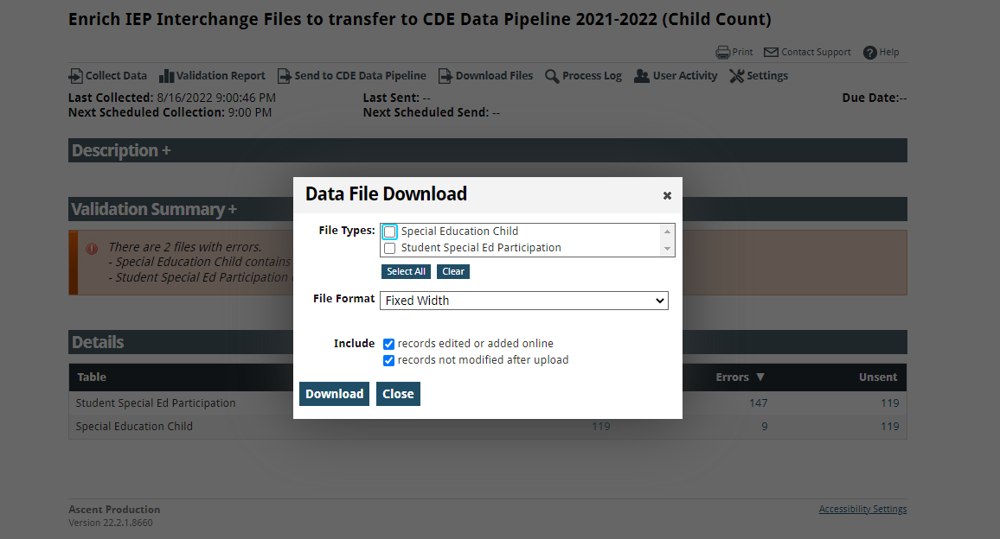 Enrich IEP Interchange Files to transfer to CDE Data Pipeline 2021-2022 (Child Count)
Print Contact Support Help
Collect Data Validation Report Send to CDE Data Pipeline Download Files Process Log User Activity Settings
Last Collected: 8/16/2022 9:00:46 PM Last Sent: -- Due Date:--
Next Scheduled Collection: 9:00 PM Next Scheduled Send: --
Description +
Validation Summary +
There are 2 files with errors.
- Special Education Child contains
- Student Special Ed Participation
Data File Download
File Types: Special Education Child
Student Special Ed Participation
Select All Clear
File Format Fixed Width
Include records edited or added online
records not modified after upload
Download Close
Details
Table Errors ▼ Unsent
Student Special Ed Participation 147 119
Special Education Child 119 9 119
Ascent Production Accessibility Settings
Version 22.2.1.8660